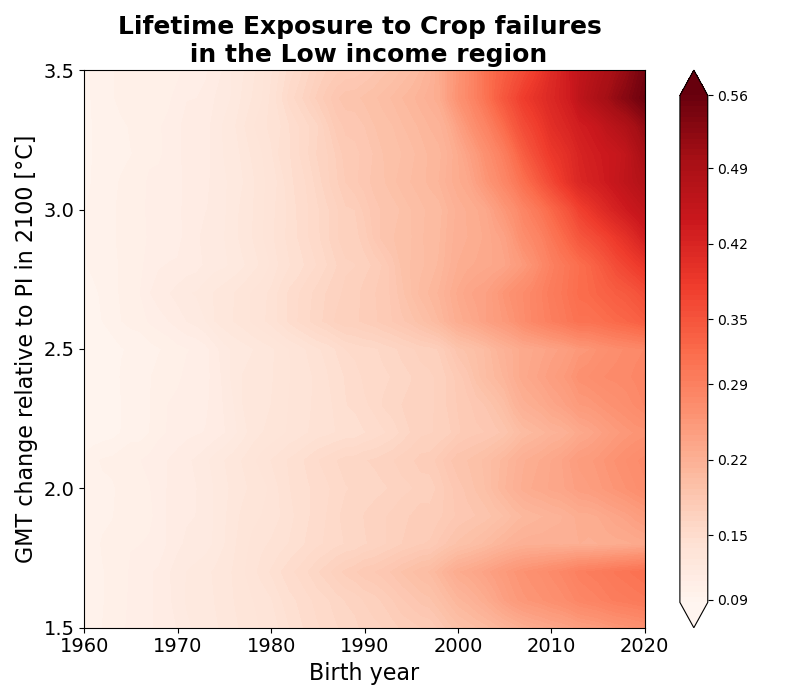 Lifetime Exposure to Crop failures
in the Low income region
GMT change relative to PI in 2100 [°C]
3.5
3.0
2.5
2.0
1.5
1960 1970 1980 1990 2000 2010 2020
Birth year
0.56
0.49
0.42
0.35
0.29
0.22
0.15
0.09